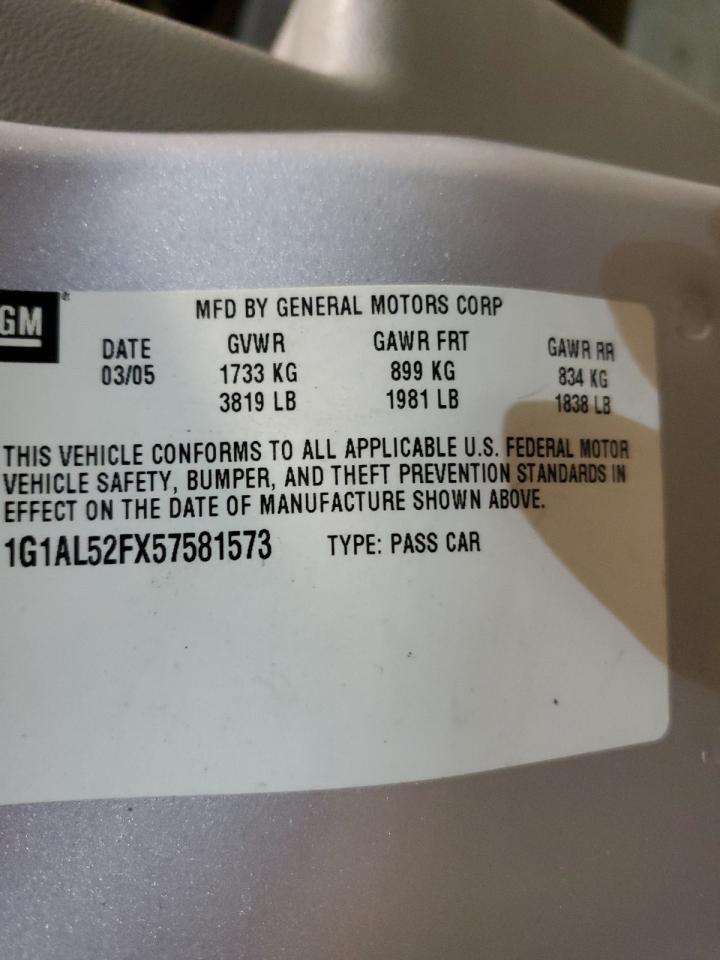 GM
MFD BY GENERAL MOTORS CORP
DATE GVWR GAWR FRT GAWR RR
03/05 1733 KG 899 KG 834 KG
3819 LB 1981 LB 1838 LB
THIS VEHICLE CONFORMS TO ALL APPLICABLE U.S. FEDERAL MOTOR
VEHICLE SAFETY, BUMPER, AND THEFT PREVENTION STANDARDS IN
EFFECT ON THE DATE OF MANUFACTURE SHOWN ABOVE.
1G1AL52FX57581573 TYPE: PASS CAR